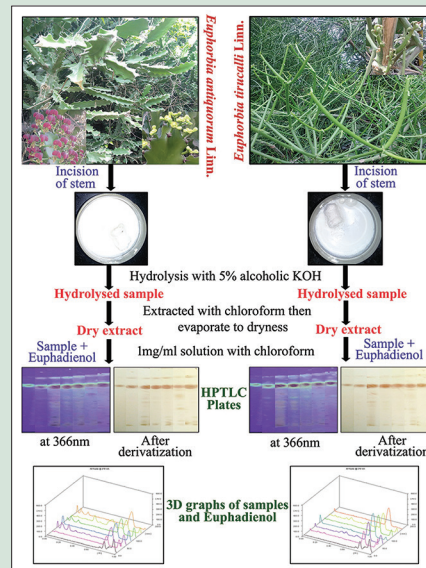 Euphorbia antiquorum Linn.
Euphorbia tirucalli Linn.
Incision
of stem
Incision
of stem
Hydrolysis with 5% alcoholic KOH
Hydrolysed sample
Hydrolysed sample
Extracted with chloroform then
evaporate to dryness
Dry extract
Dry extract
Sample +
Euphadienol
1mg/ml solution with chloroform
Sample +
Euphadienol
HPTLC
Plates
at 366nm
After
derivatization
at 366nm
After
derivatization
3D graphs of samples
and Euphadienol